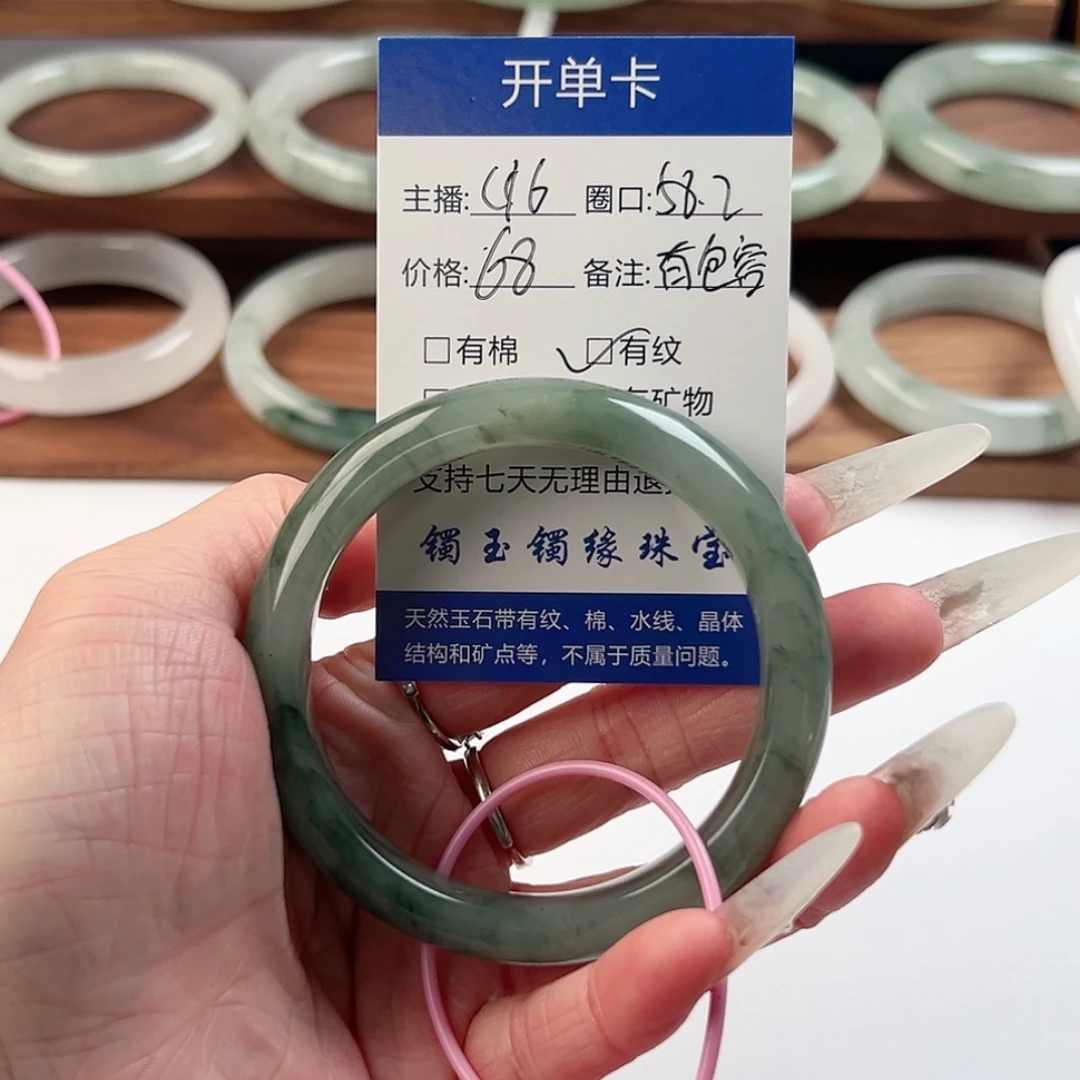 开单卡
主播: 416 圈口: 58.2
价格: 68 备注: 有包容
□有棉 ☑有纹
矿物
支持七天无理由退
镯玉镯缘珠宝
天然玉石带有纹、棉、水线、晶体
结构和矿点等，不属于质量问题。